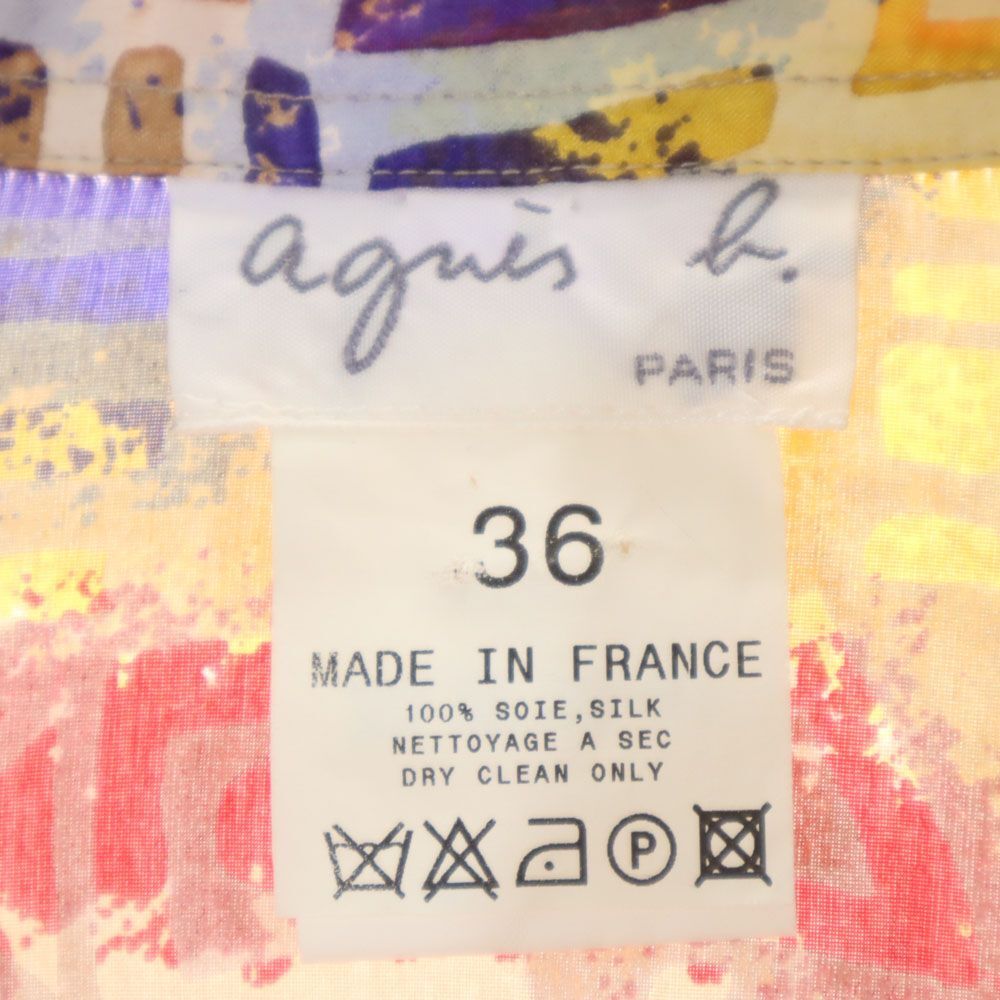 agnès b.
PARIS
36
MADE IN FRANCE
100% SOIE,SILK
NETTOYAGE A SEC
DRY CLEAN ONLY
P